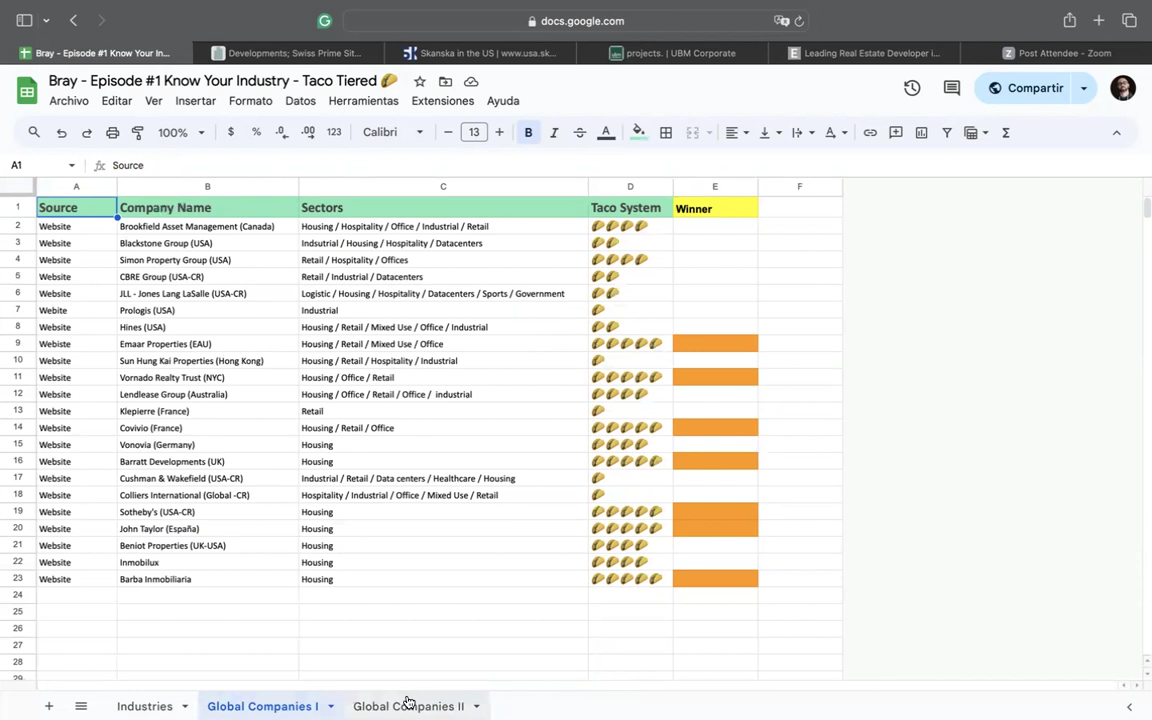 docs.google.com
Bray - Episode #1 Know Your In...
Developments; Swiss Prime Sit...
Skanska in the US | www.usa.sk...
projects. | UBM Corporate
Leading Real Estate Developer i...
Post Attendee - Zoom
Bray - Episode #1 Know Your Industry - Taco Tiered 🌮
Archivo Editar Ver Insertar Formato Datos Herramientas Extensiones Ayuda
Compartir
100% $ % .0 .00 123 Calibri 13 B I A
A1 fx Source
A B C D E F
1 Source Company Name Sectors Taco System Winner
2 Website Brookfield Asset Management (Canada) Housing / Hospitality / Office / Industrial / Retail 🌮🌮🌮🌮
3 Website Blackstone Group (USA) Indsutrial / Housing / Hospitality / Datacenters 🌮🌮
4 Website Simon Property Group (USA) Retail / Hospitality / Offices 🌮🌮🌮🌮
5 Website CBRE Group (USA-CR) Retail / Industrial / Datacenters 🌮🌮
6 Website JLL - Jones Lang LaSalle (USA-CR) Logistic / Housing / Hospitality / Datacenters / Sports / Government 🌮🌮
7 Webite Prologis (USA) Industrial 🌮
8 Website Hines (USA) Housing / Retail / Mixed Use / Office / Industrial 🌮🌮
9 Webiste Emaar Properties (EAU) Housing / Retail / Mixed Use / Office 🌮🌮🌮🌮🌮
10 Website Sun Hung Kai Properties (Hong Kong) Housing / Retail / Hospitality / Industrial 🌮
11 Website Vornado Realty Trust (NYC) Housing / Office / Retail 🌮🌮🌮🌮🌮
12 Website Lendlease Group (Australia) Housing / Office / Retail / Office / industrial 🌮🌮🌮🌮
13 Website Klepierre (France) Retail 🌮
14 Website Covivio (France) Housing / Retail / Office 🌮🌮🌮🌮🌮
15 Website Vonovia (Germany) Housing 🌮🌮🌮🌮
16 Website Barratt Developments (UK) Housing 🌮🌮🌮🌮🌮
17 Website Cushman & Wakefield (USA-CR) Industrial / Retail / Data centers / Healthcare / Housing 🌮
18 Website Colliers International (Global -CR) Hospitality / Industrial / Office / Mixed Use / Retail 🌮
19 Website Sotheby's (USA-CR) Housing 🌮🌮🌮🌮🌮
20 Website John Taylor (España) Housing 🌮🌮🌮🌮🌮
21 Website Beniot Properties (UK-USA) Housing 🌮🌮🌮🌮
22 Website Inmobilux Housing 🌮🌮🌮🌮
23 Website Barba Inmobiliaria Housing 🌮🌮🌮🌮🌮
24
25
26
27
28
29
Industries Global Companies I Global Companies II